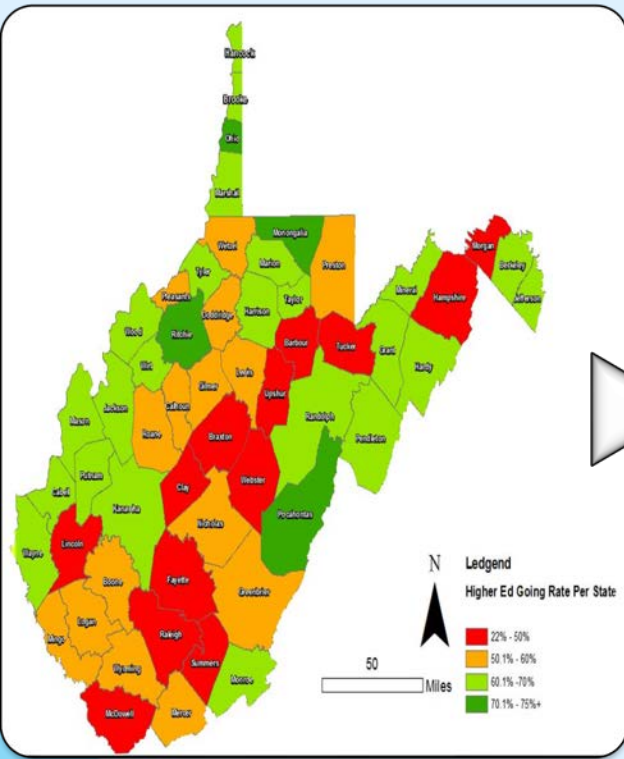 Hancock
Brooke
Ohio
Marshall
Wetzel
Monongalia
Marion
Preston
Morgan
Berkeley
Jefferson
Tyler
Pleasants
Doddridge
Harrison
Taylor
Mineral
Hampshire
Wood
Ritchie
Barbour
Tucker
Grant
Hardy
Wirt
Gilmer
Lewis
Upshur
Randolph
Pendleton
Mason
Jackson
Roane
Calhoun
Braxton
Webster
Putnam
Cabell
Kanawha
Clay
Nicholas
Pocahontas
Wayne
Lincoln
Boone
Fayette
Greenbrier
Mingo
Logan
Raleigh
Wyoming
Summers
Monroe
McDowell
Mercer
N
Ledgend
Higher Ed Going Rate Per State
22% - 50%
50.1% - 60%
60.1% -70%
70.1% - 75%+
50
Miles